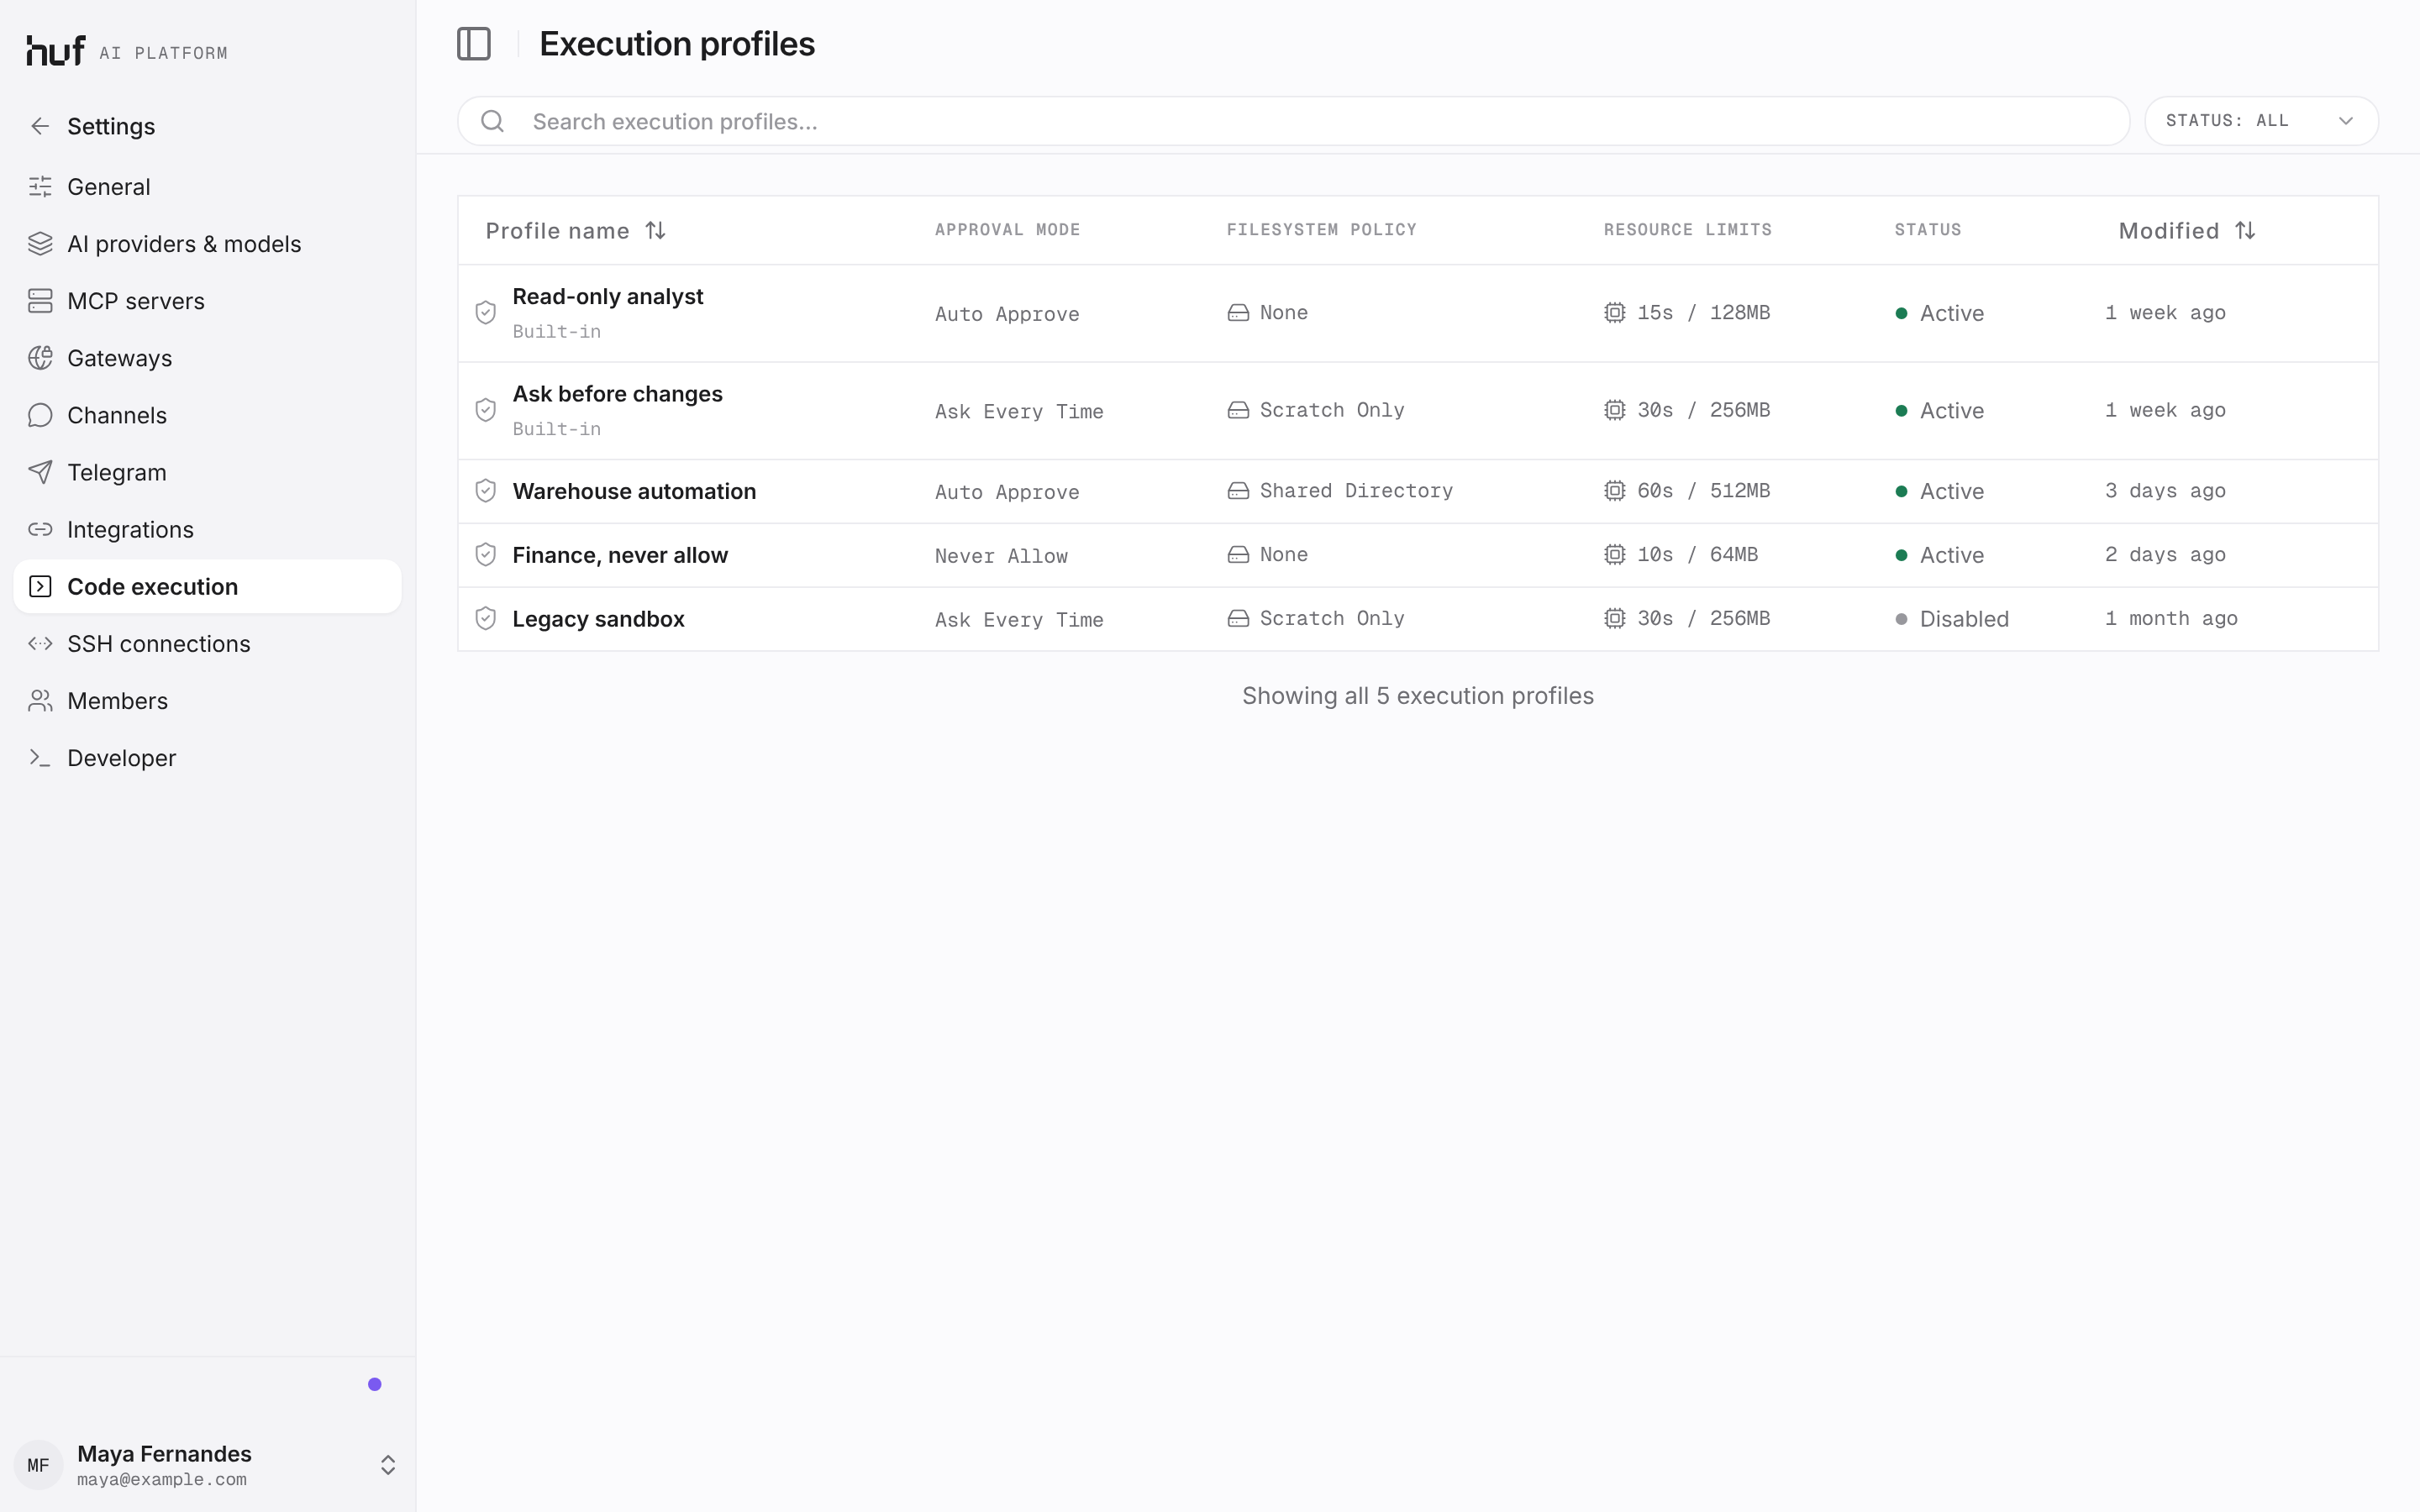 huf AI PLATFORM
Settings
General
AI providers & models
MCP servers
Gateways
Channels
Telegram
Integrations
Code execution
SSH connections
Members
Developer
MF
Maya Fernandes
maya@example.com
Execution profiles
Search execution profiles...
STATUS: ALL
Profile name APPROVAL MODE FILESYSTEM POLICY RESOURCE LIMITS STATUS Modified
Read-only analyst
Built-in
Auto Approve None 15s / 128MB Active 1 week ago
Ask before changes
Built-in
Ask Every Time Scratch Only 30s / 256MB Active 1 week ago
Warehouse automation Auto Approve Shared Directory 60s / 512MB Active 3 days ago
Finance, never allow Never Allow None 10s / 64MB Active 2 days ago
Legacy sandbox Ask Every Time Scratch Only 30s / 256MB Disabled 1 month ago
Showing all 5 execution profiles